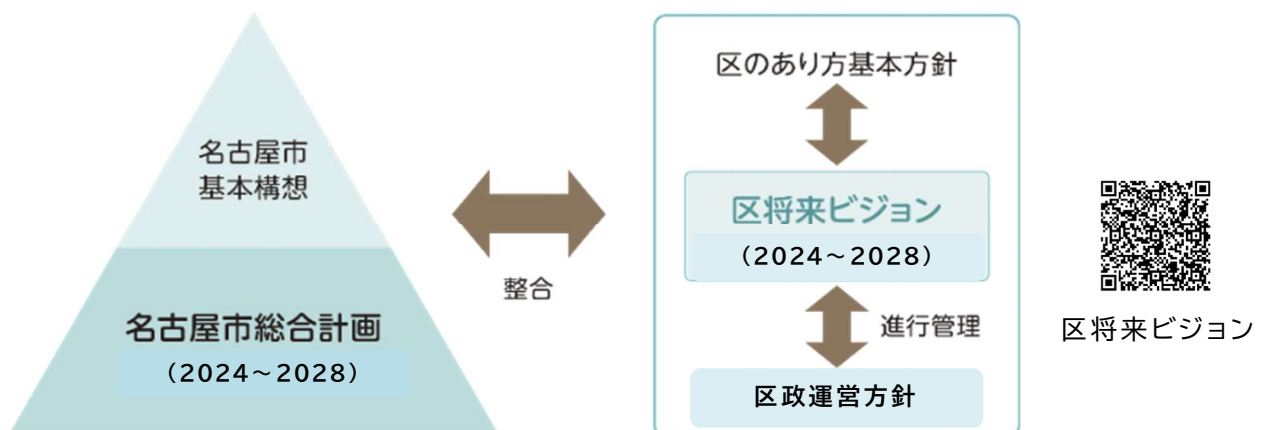 名古屋市
基本構想
名古屋市総合計画
（2024～2028）
整合
区のあり方基本方針
区将来ビジョン
（2024～2028）
進行管理
区政運営方針
区将来ビジョン